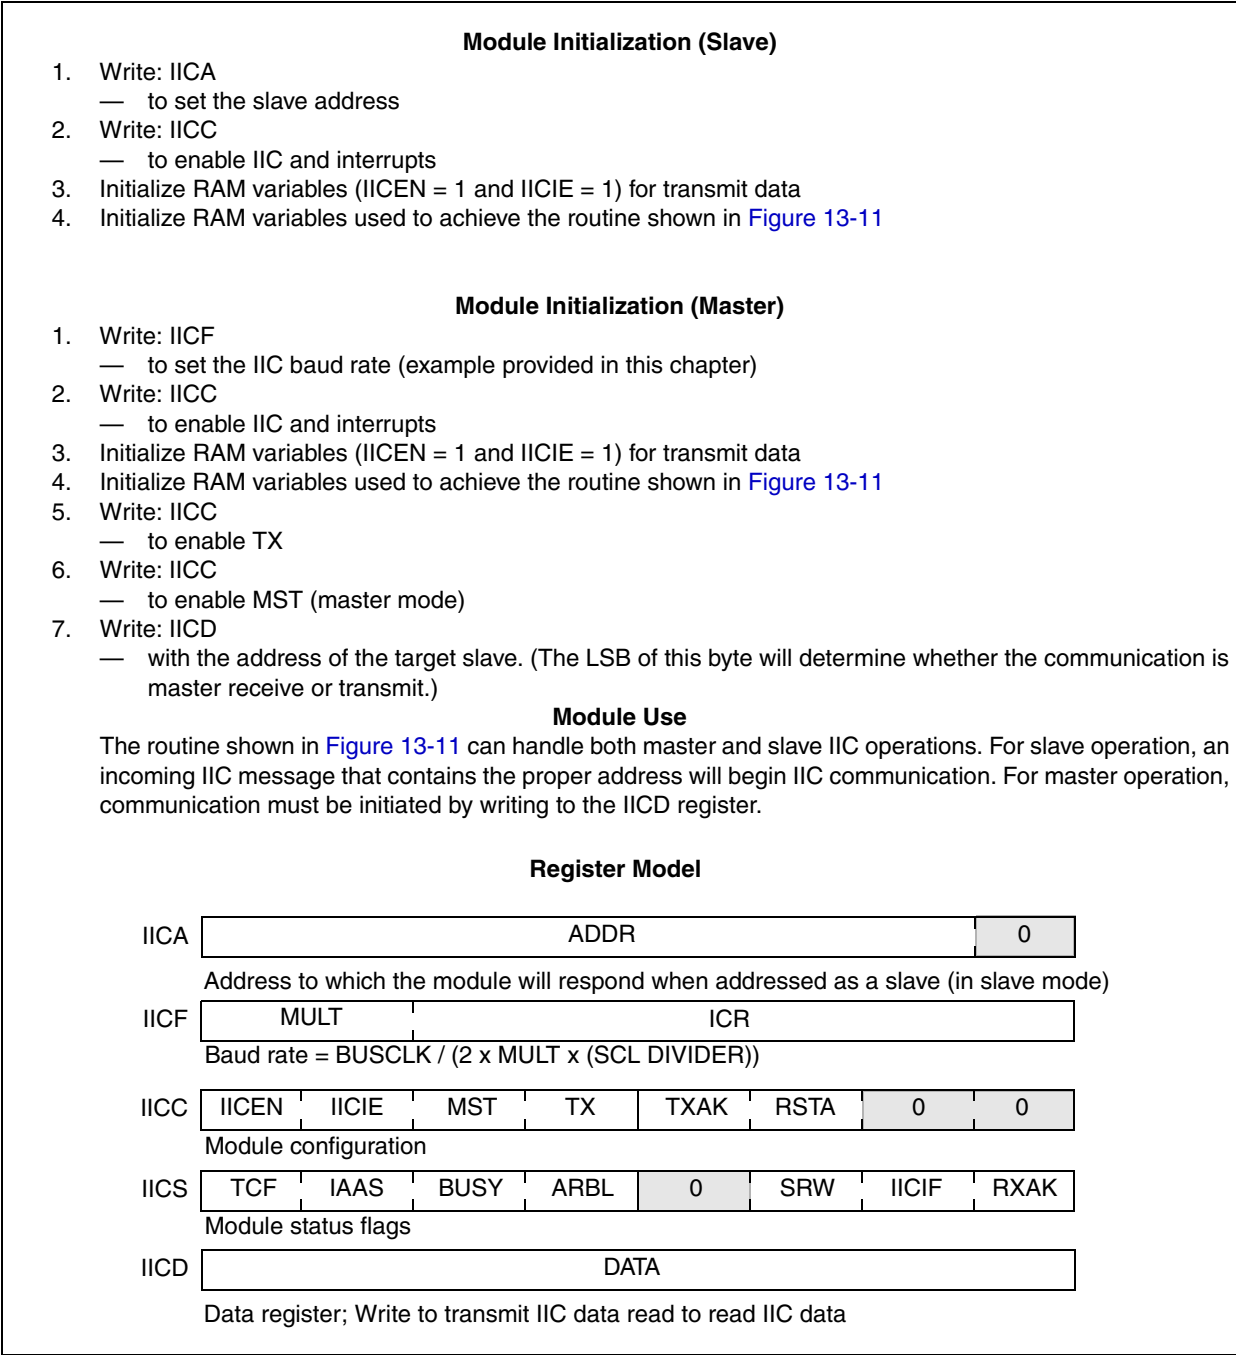 Module Initialization (Slave)
1. Write: IICA
— to set the slave address
2. Write: IICC
— to enable IIC and interrupts
3. Initialize RAM variables (IICEN = 1 and IICIE = 1) for transmit data
4. Initialize RAM variables used to achieve the routine shown in Figure 13-11
Module Initialization (Master)
1. Write: IICF
— to set the IIC baud rate (example provided in this chapter)
2. Write: IICC
— to enable IIC and interrupts
3. Initialize RAM variables (IICEN = 1 and IICIE = 1) for transmit data
4. Initialize RAM variables used to achieve the routine shown in Figure 13-11
5. Write: IICC
— to enable TX
6. Write: IICC
— to enable MST (master mode)
7. Write: IICD
— with the address of the target slave. (The LSB of this byte will determine whether the communication is
master receive or transmit.)
Module Use
The routine shown in Figure 13-11 can handle both master and slave IIC operations. For slave operation, an
incoming IIC message that contains the proper address will begin IIC communication. For master operation,
communication must be initiated by writing to the IICD register.
Register Model
IICA ADDR 0
Address to which the module will respond when addressed as a slave (in slave mode)
IICF MULT ICR
Baud rate = BUSCLK / (2 x MULT x (SCL DIVIDER))
IICC IICEN IICIE MST TX TXAK RSTA 0 0
Module configuration
IICS TCF IAAS BUSY ARBL 0 SRW IICIF RXAK
Module status flags
IICD DATA
Data register; Write to transmit IIC data read to read IIC data